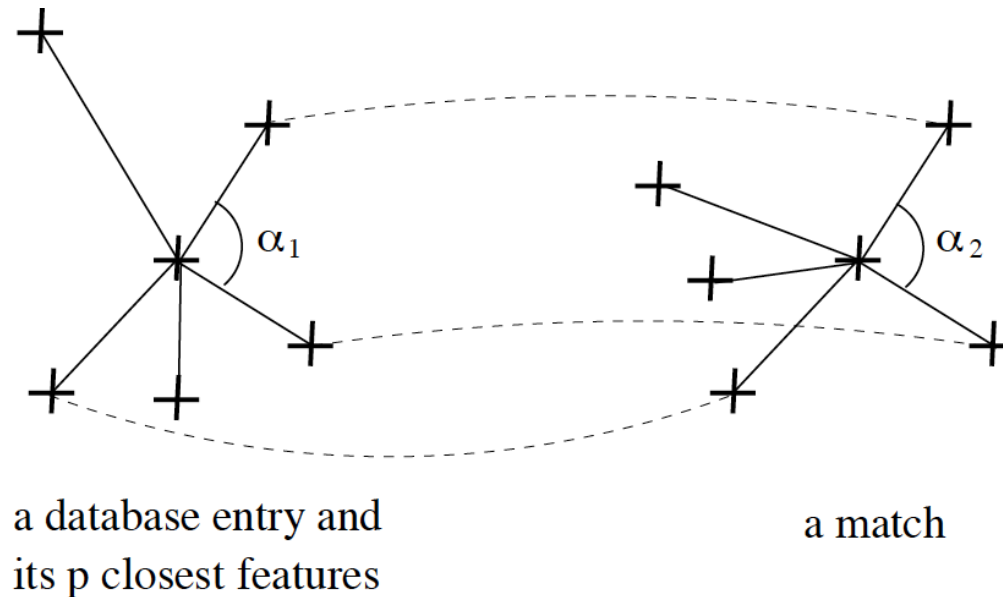 α1
α2
a database entry and
its p closest features
a match